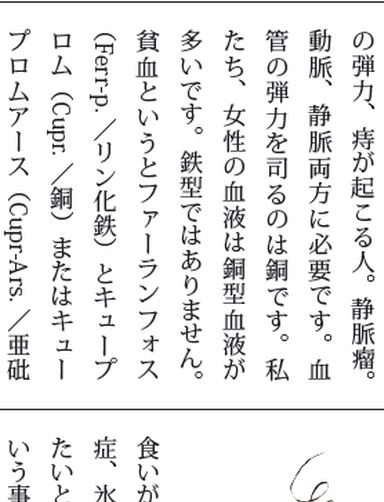 の弾力、痔が起こる人。静脈瘤。
動脈、静脈両方に必要です。血
管の弾力を司るのは銅です。私
たち、女性の血液は銅型血液が
多いです。鉄型ではありません。
貧血というとファーランフォス
（Ferr-p. ／リン化鉄）とキュープ
ロム（Cupr. ／銅）またはキュー
プロムアース（Cupr-Ars. ／亜砒
食いが
症、氷
たいと
いう事